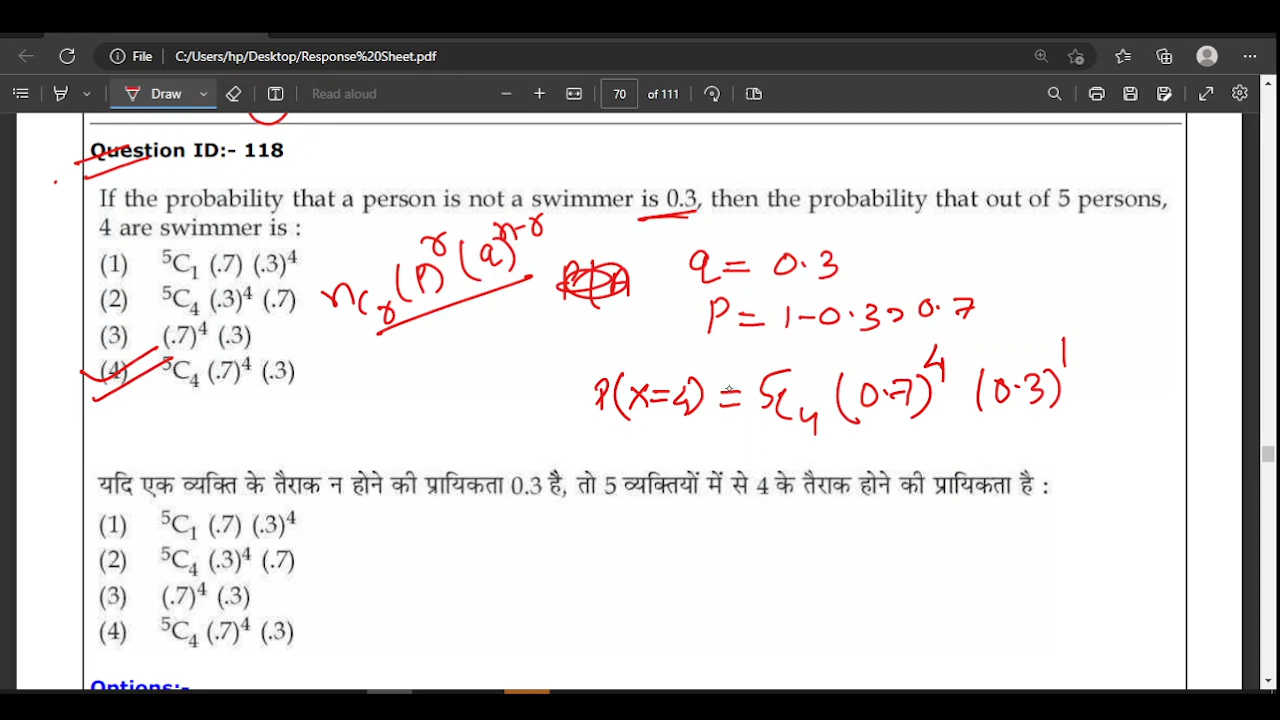 File C:/Users/hp/Desktop/Response%20Sheet.pdf
Draw Read aloud 70 of 111
Question ID:- 118
If the probability that a person is not a swimmer is 0.3, then the probability that out of 5 persons,
4 are swimmer is :
(1) ⁵C₁ (.7) (.3)⁴
(2) ⁵C₄ (.3)⁴ (.7)
(3) (.7)⁴ (.3)
(4) ⁵C₄ (.7)⁴ (.3)
nCr (P)^r (q)^n-r
q = 0.3
P = 1-0.3 = 0.7
P(X=4) = 5C₄ (0.7)⁴ (0.3)¹
यदि एक व्यक्ति के तैराक न होने की प्रायिकता 0.3 है, तो 5 व्यक्तियों में से 4 के तैराक होने की प्रायिकता है :
(1) ⁵C₁ (.7) (.3)⁴
(2) ⁵C₄ (.3)⁴ (.7)
(3) (.7)⁴ (.3)
(4) ⁵C₄ (.7)⁴ (.3)
Options:-